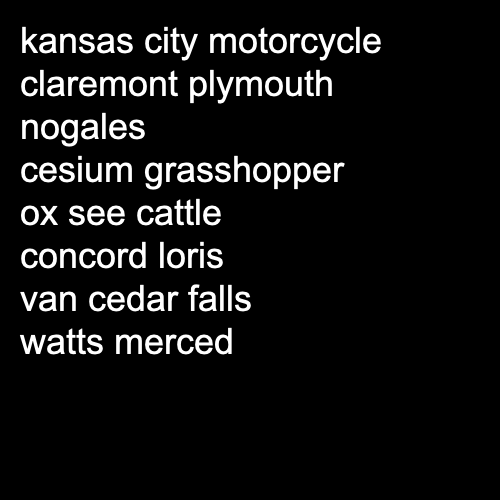 kansas city motorcycle
claremont plymouth
nogales
cesium grasshopper
ox see cattle
concord loris
van cedar falls
watts merced